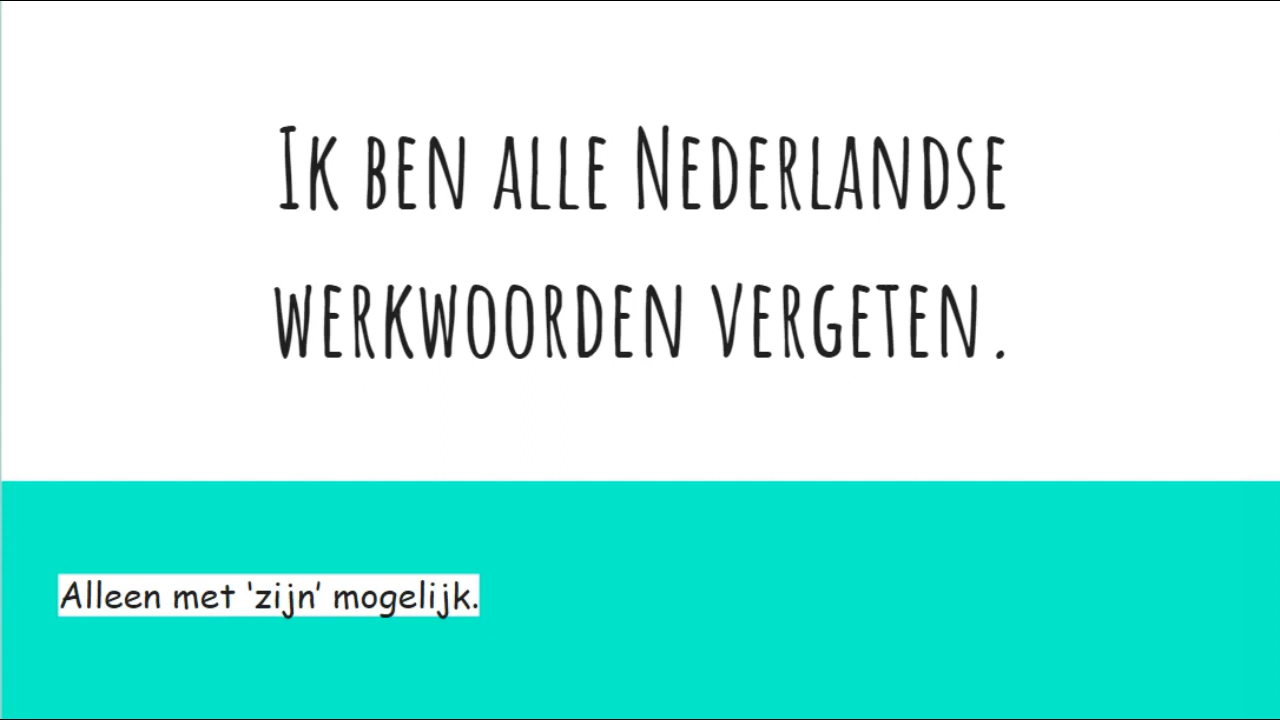 Ik ben alle Nederlandse
werkwoorden vergeten.
Alleen met ‘zijn’ mogelijk.